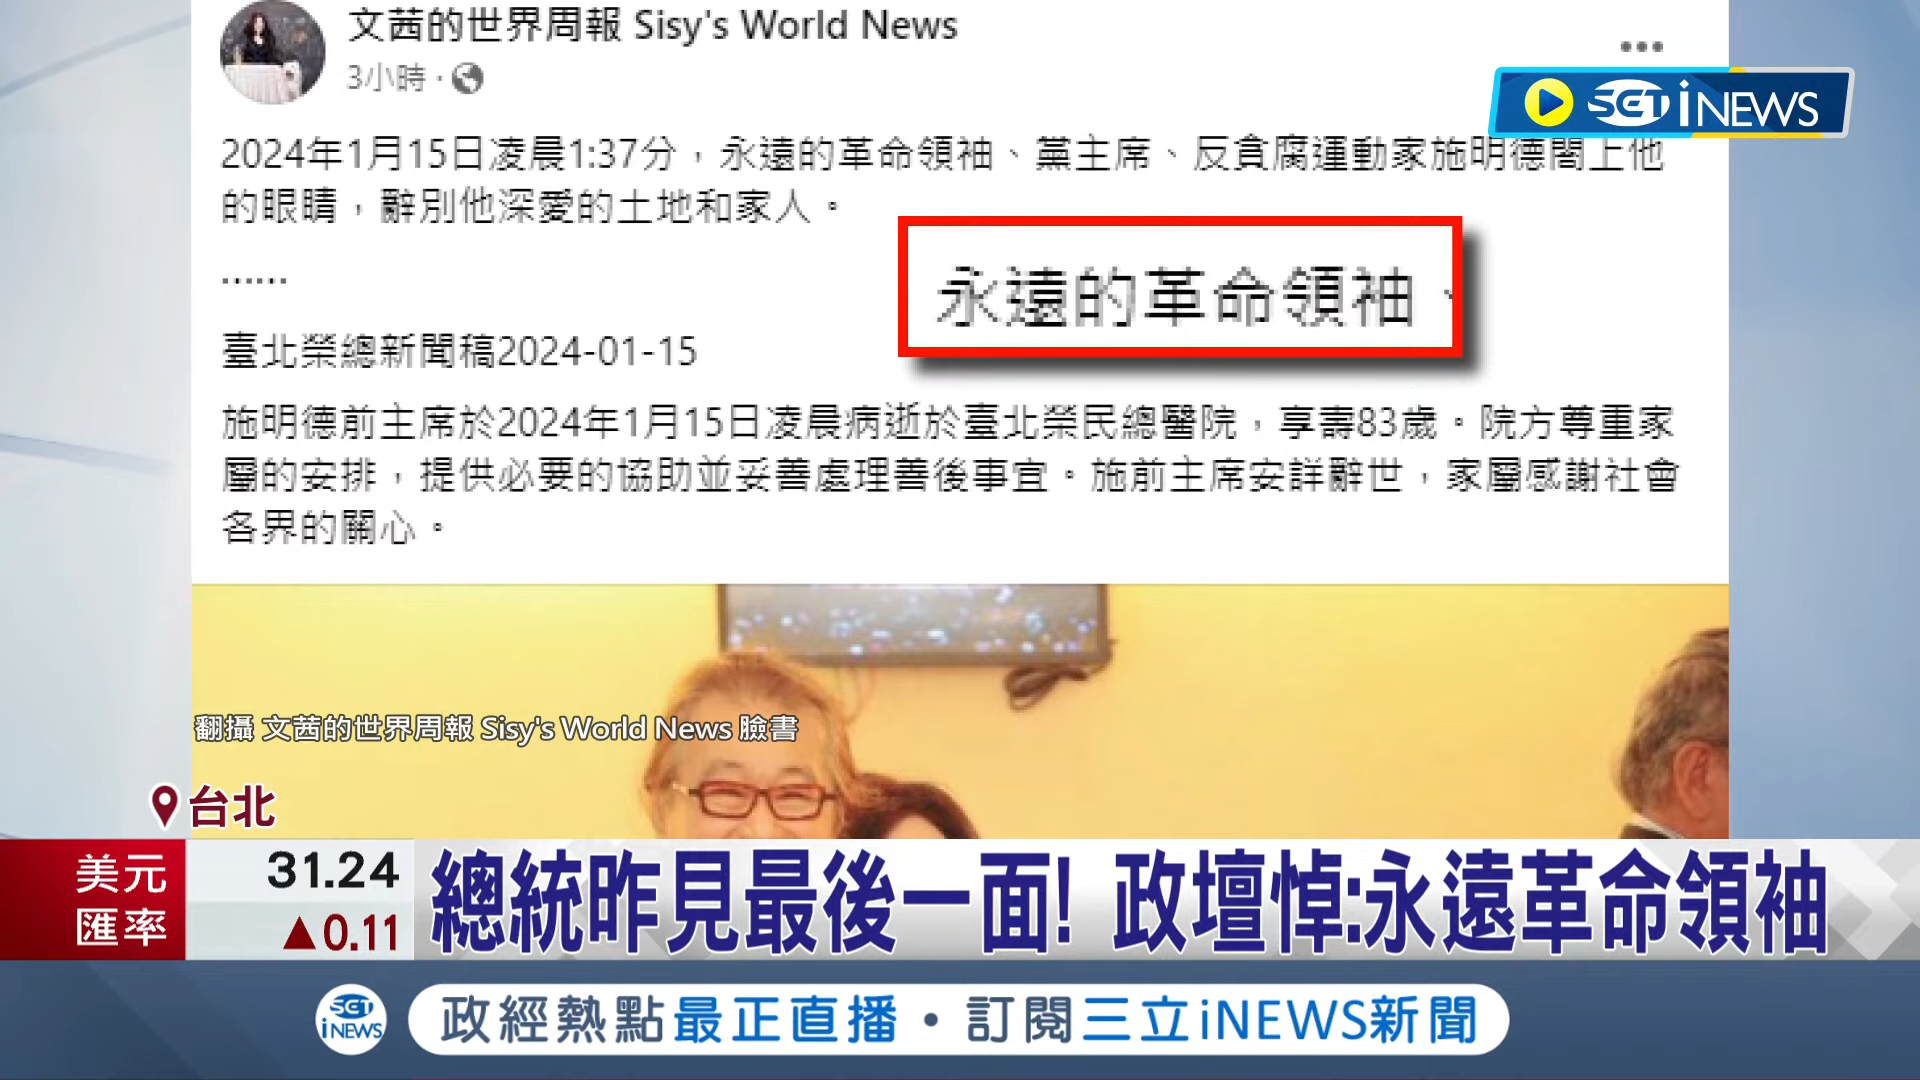 文茜的世界周報 Sisy's World News
3小時 ·
SET iNEWS
2024年1月15日凌晨1:37分，永遠的革命領袖、黨主席、反貪腐運動家施明德闔上他
的眼睛，辭別他深愛的土地和家人。
......
永遠的革命領袖、
臺北榮總新聞稿2024-01-15
施明德前主席於2024年1月15日凌晨病逝於臺北榮民總醫院，享壽83歲。院方尊重家
屬的安排，提供必要的協助並妥善處理善後事宜。施前主席安詳辭世，家屬感謝社會
各界的關心。
翻攝 文茜的世界周報 Sisy's World News 臉書
台北
美元
匯率
31.24
▲0.11
總統昨見最後一面! 政壇悼:永遠革命領袖
SET iNEWS
政經熱點最正直播・訂閱三立iNEWS新聞